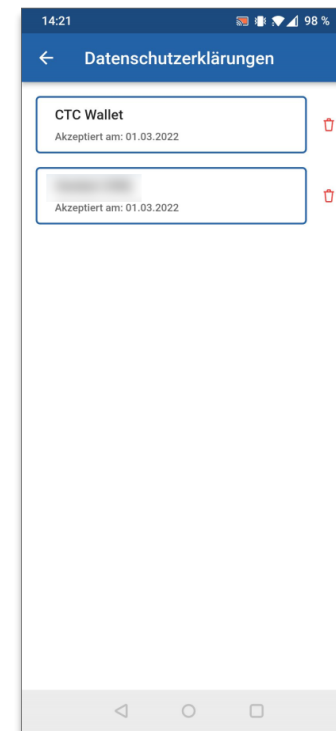 14:21 98 %
Datenschutzerklärungen
CTC Wallet
Akzeptiert am: 01.03.2022
Akzeptiert am: 01.03.2022